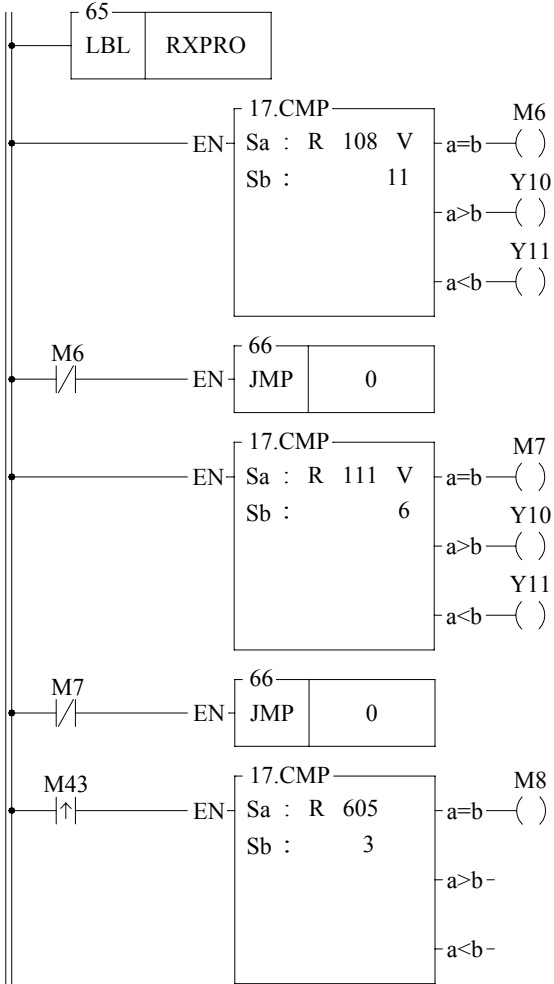 65
LBL RXPRO
17.CMP M6
EN Sa : R 108 V a=b ( )
Sb : 11 Y10
a>b ( )
Y11
a<b ( )
M6 66
EN JMP 0
17.CMP M7
EN Sa : R 111 V a=b ( )
Sb : 6 Y10
a>b ( )
Y11
a<b ( )
M7 66
EN JMP 0
M43 17.CMP M8
↑ EN Sa : R 605 a=b ( )
Sb : 3
a>b
a<b